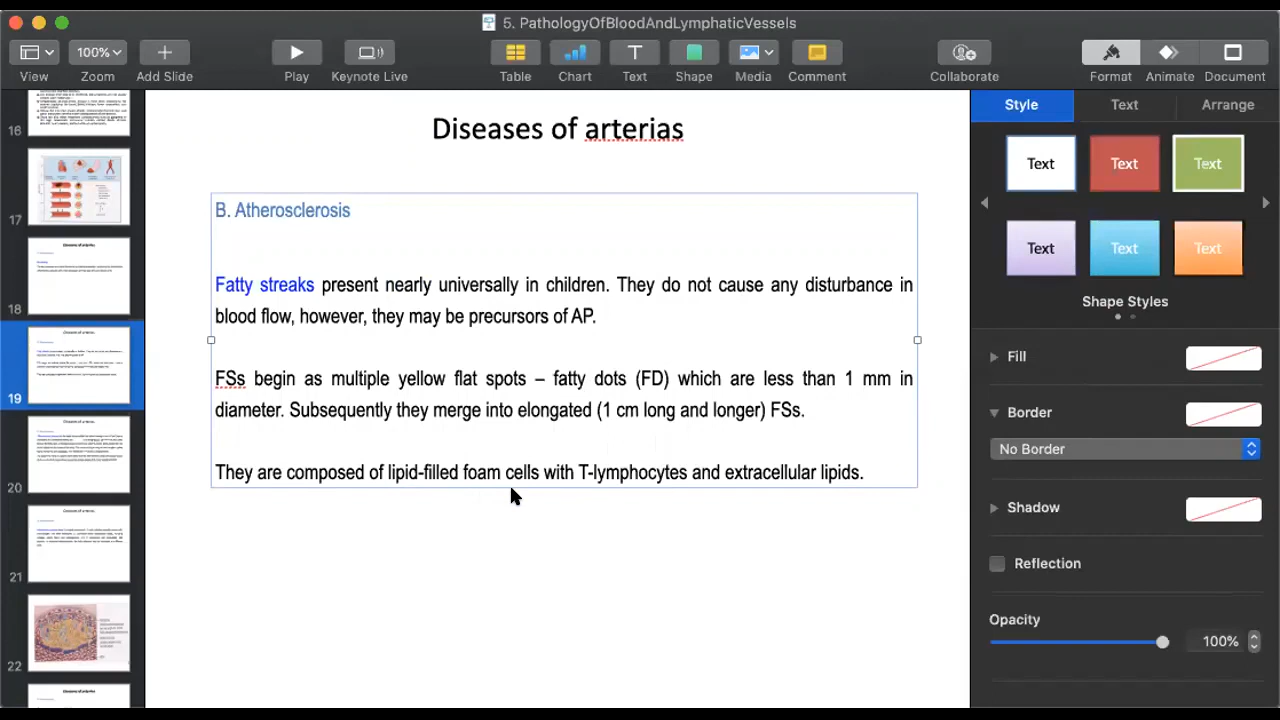 5. PathologyOfBloodAndLymphaticVessels
100%
View
Zoom
Add Slide
Play
Keynote Live
Table
Chart
Text
Shape
Media
Comment
Collaborate
Format
Animate
Document
16
17
18
19
20
21
22
Diseases of arterias
B. Atherosclerosis
Fatty streaks present nearly universally in children. They do not cause any disturbance in
blood flow, however, they may be precursors of AP.
FSs begin as multiple yellow flat spots – fatty dots (FD) which are less than 1 mm in
diameter. Subsequently they merge into elongated (1 cm long and longer) FSs.
They are composed of lipid-filled foam cells with T-lymphocytes and extracellular lipids.
Style
Text
Arrange
Text
Text
Text
Text
Text
Text
Shape Styles
Fill
Border
No Border
Shadow
Reflection
Opacity
100%